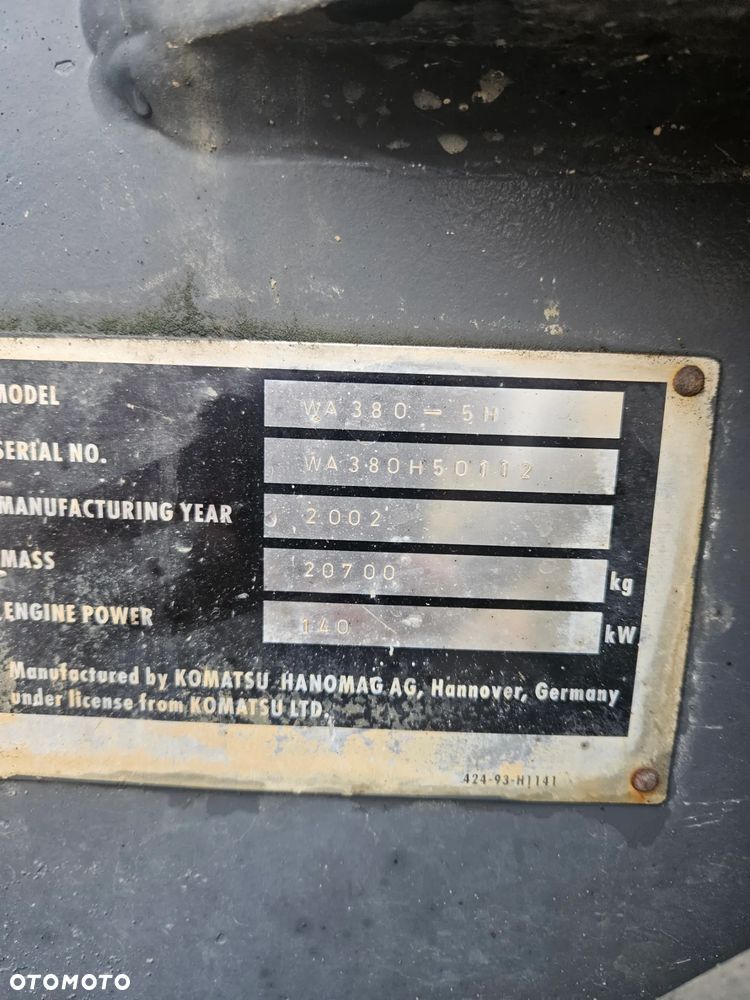 MODEL WA380-5H
SERIAL NO. WA380H50112
MANUFACTURING YEAR 2002
MASS 20700 kg
ENGINE POWER 140 kW
Manufactured by KOMATSU HANOMAG AG, Hannover, Germany
under license from KOMATSU LTD.
424-93-H1141
OTOMOTO